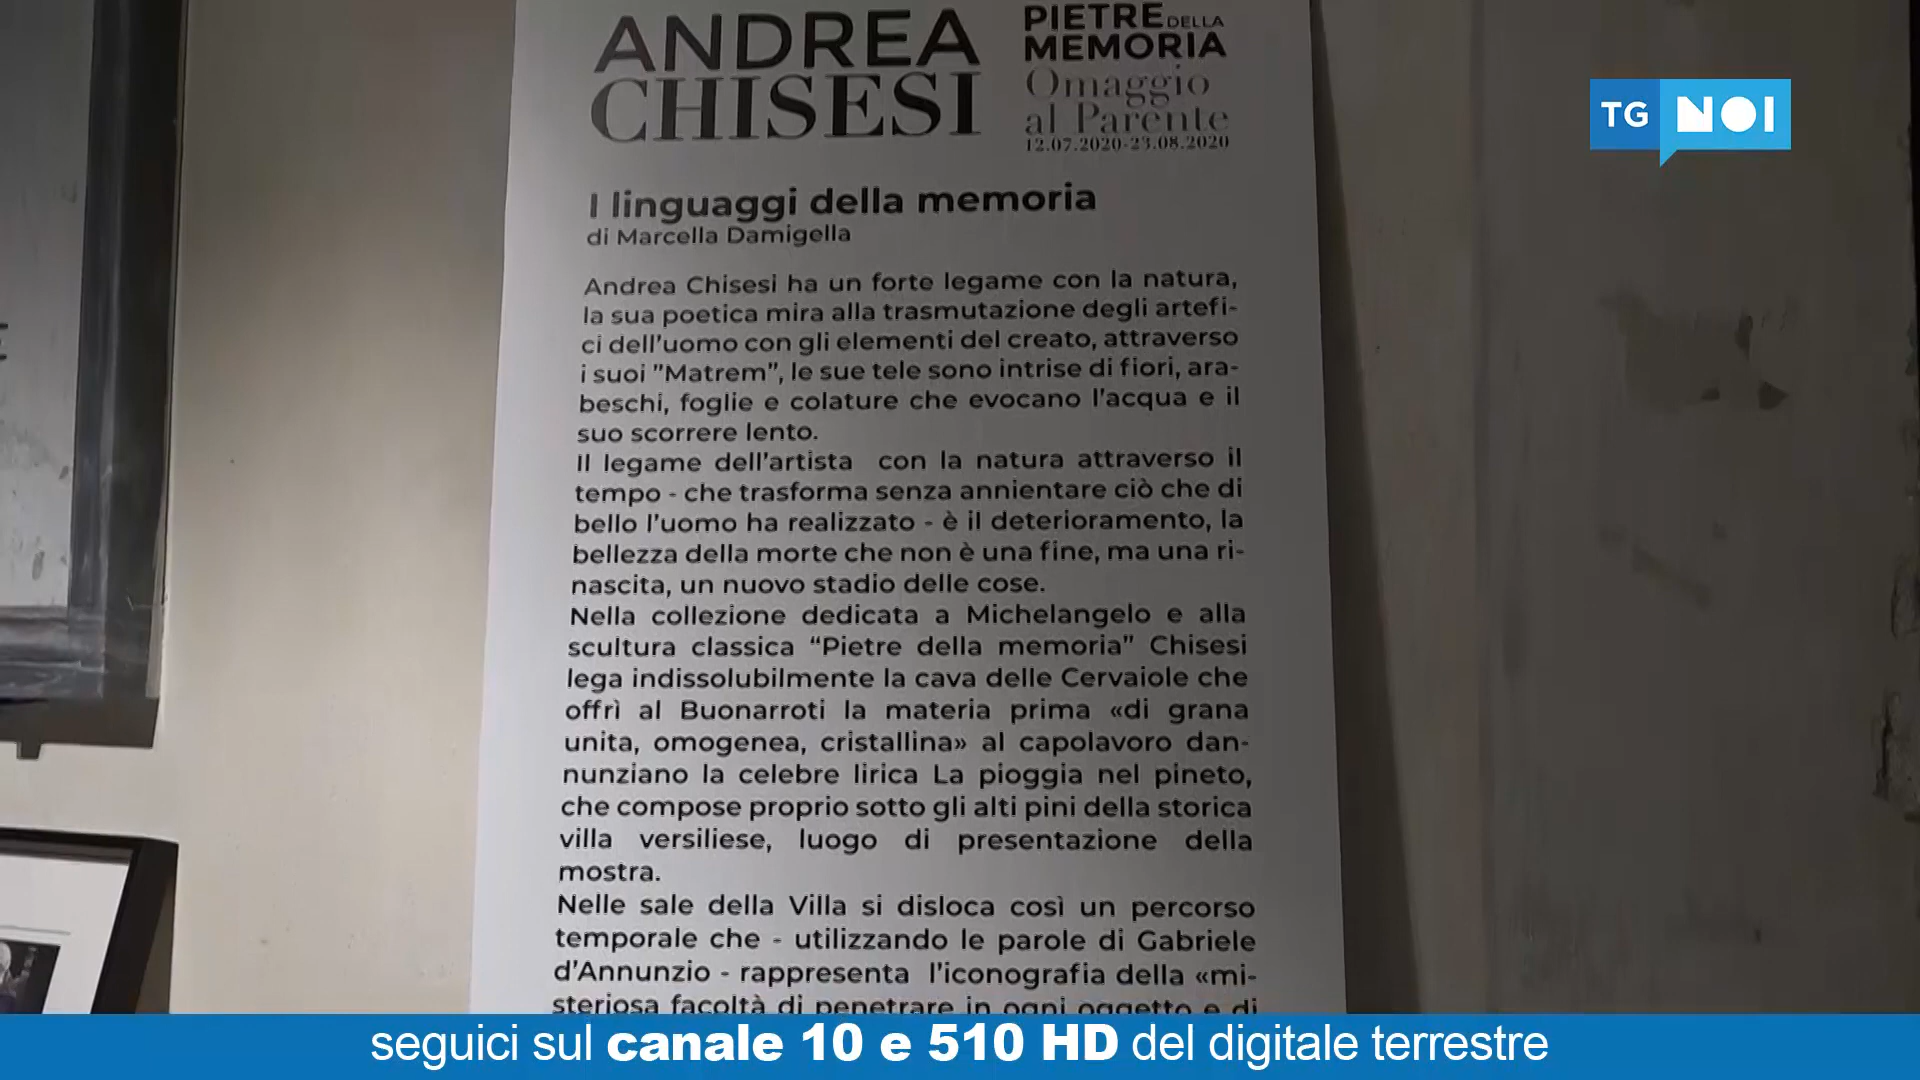 ANDREA
CHISESI
PIETRE DELLA
MEMORIA
Omaggio
al Parente
12.07.2020-23.08.2020
TG NOI
I linguaggi della memoria
di Marcella Damigella
Andrea Chisesi ha un forte legame con la natura,
la sua poetica mira alla trasmutazione degli artefi-
ci dell'uomo con gli elementi del creato, attraverso
i suoi "Matrem", le sue tele sono intrise di fiori, ara-
beschi, foglie e colature che evocano l'acqua e il
suo scorrere lento.
Il legame dell'artista con la natura attraverso il
tempo - che trasforma senza annientare ciò che di
bello l'uomo ha realizzato - è il deterioramento, la
bellezza della morte che non è una fine, ma una ri-
nascita, un nuovo stadio delle cose.
Nella collezione dedicata a Michelangelo e alla
scultura classica “Pietre della memoria” Chisesi
lega indissolubilmente la cava delle Cervaiole che
offrì al Buonarroti la materia prima «di grana
unita, omogenea, cristallina» al capolavoro dan-
nunziano la celebre lirica La pioggia nel pineto,
che compose proprio sotto gli alti pini della storica
villa versiliese, luogo di presentazione della
mostra.
Nelle sale della Villa si disloca così un percorso
temporale che - utilizzando le parole di Gabriele
d'Annunzio - rappresenta l'iconografia della «mi-
steriosa facoltà di penetrare in ogni oggetto e di
seguici sul canale 10 e 510 HD del digitale terrestre